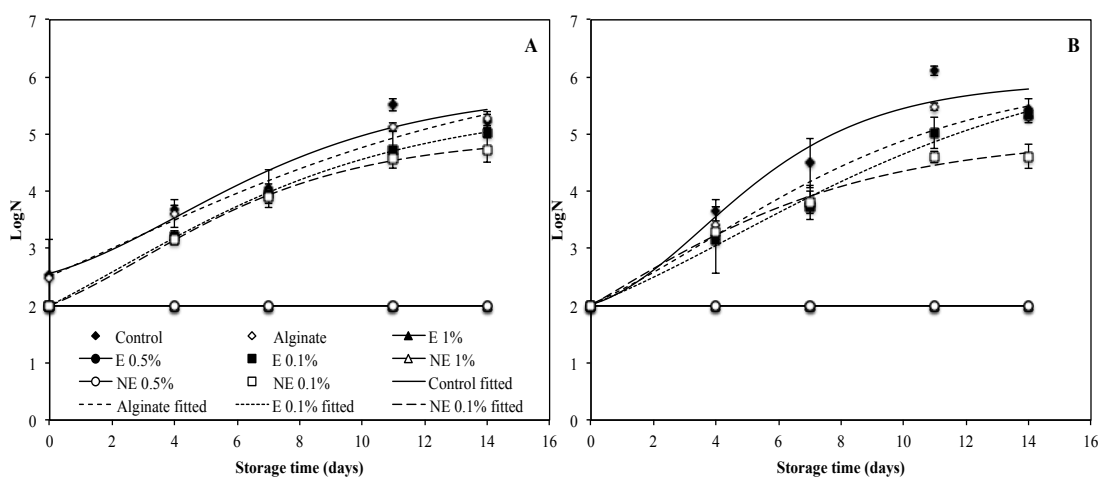 7
6
5
4
3
2
1
0
LogN
A
Control
Alginate
E 1%
E 0.5%
E 0.1%
NE 1%
NE 0.5%
NE 0.1%
Control fitted
Alginate fitted
E 0.1% fitted
NE 0.1% fitted
0 2 4 6 8 10 12 14 16
Storage time (days)
7
6
5
4
3
2
1
0
LogN
B
0 2 4 6 8 10 12 14 16
Storage time (days)